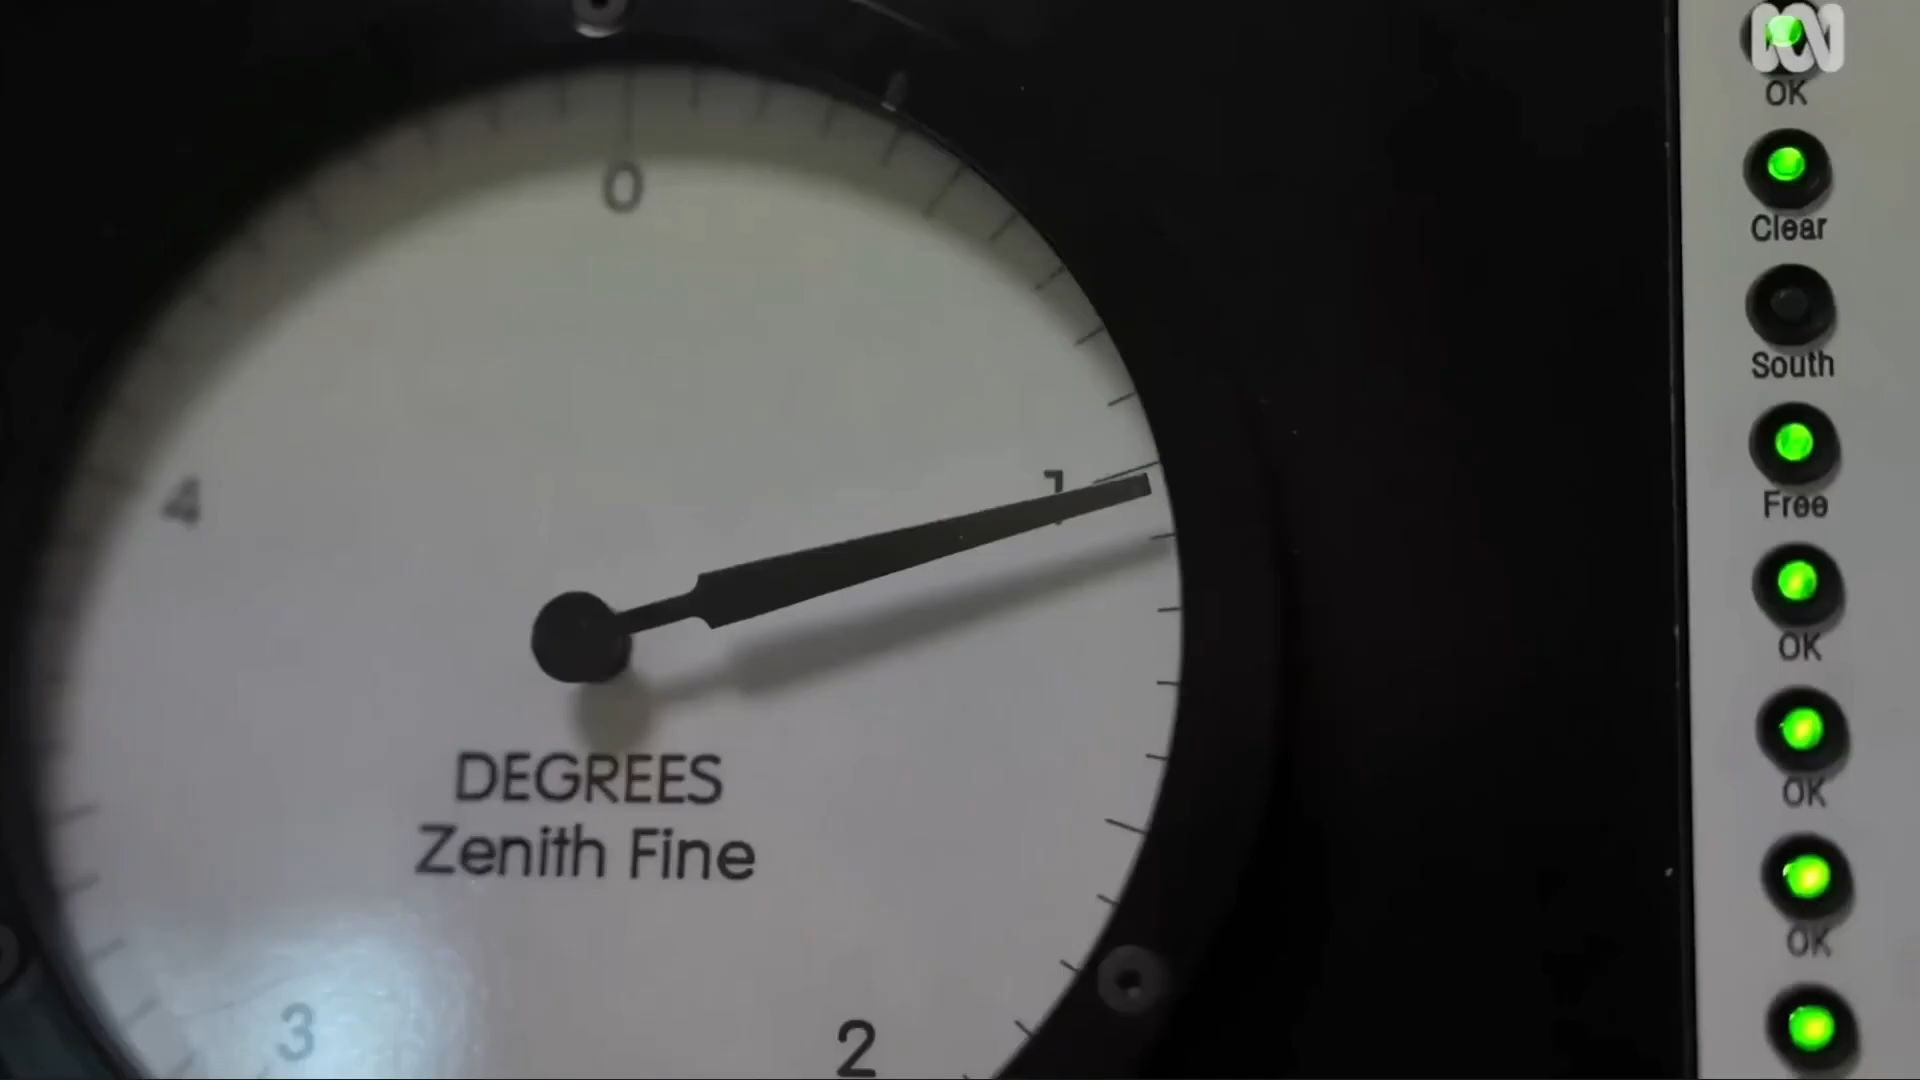 0
1
4
DEGREES
Zenith Fine
3
2
OK
Clear
South
Free
OK
OK
OK